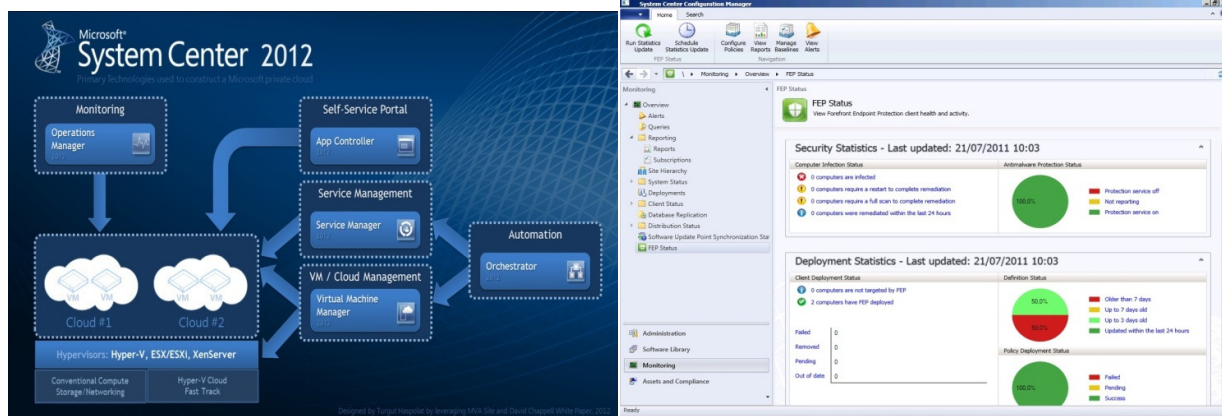 Microsoft®
System Center 2012
Primary Technologies used to construct a Microsoft private cloud
Monitoring
Operations
Manager
2012
Self-Service Portal
App Controller
2012
Service Management
Service Manager
2012
Automation
Orchestrator
2012
VM / Cloud Management
Virtual Machine
Manager
2012
VM
VM
VM
VM
Cloud #1
Cloud #2
Hypervisors: Hyper-V, ESX/ESXI, XenServer
Conventional Compute
Storage/Networking
Hyper-V Cloud
Fast Track
Designed by Turgut Haspolat by leveraging MVA Site and David Chappell White Paper, 2012
System Center Configuration Manager
Home Search
Run Statistics
Update
Schedule
Statistics Update
Configure
Policies
View
Reports
Manage
Baselines
View
Alerts
FEP Status
Navigation
\ Monitoring Overview FEP Status
Monitoring
Overview
Alerts
Queries
Reporting
Reports
Subscriptions
Site Hierarchy
System Status
Deployments
Client Status
Database Replication
Distribution Status
Software Update Point Synchronization Stat
FEP Status
Administration
Software Library
Monitoring
Assets and Compliance
Ready
FEP Status
FEP Status
View Forefront Endpoint Protection client health and activity.
Security Statistics - Last updated: 21/07/2011 10:03
Computer Infection Status
0 computers are infected
0 computers require a restart to complete remediation
0 computers require a full scan to complete remediation
0 computers were remediated within the last 24 hours
Antimalware Protection Status
100,0%
Protection service off
Not reporting
Protection service on
Deployment Statistics - Last updated: 21/07/2011 10:03
Client Deployment Status
0 computers are not targeted by FEP
2 computers have FEP deployed
Failed 0
Removed 0
Pending 0
Out of date 0
Definition Status
50,0%
50,0%
Older than 7 days
Up to 7 days old
Up to 3 days old
Updated within the last 24 hours
Policy Deployment Status
100,0%
Failed
Pending
Success